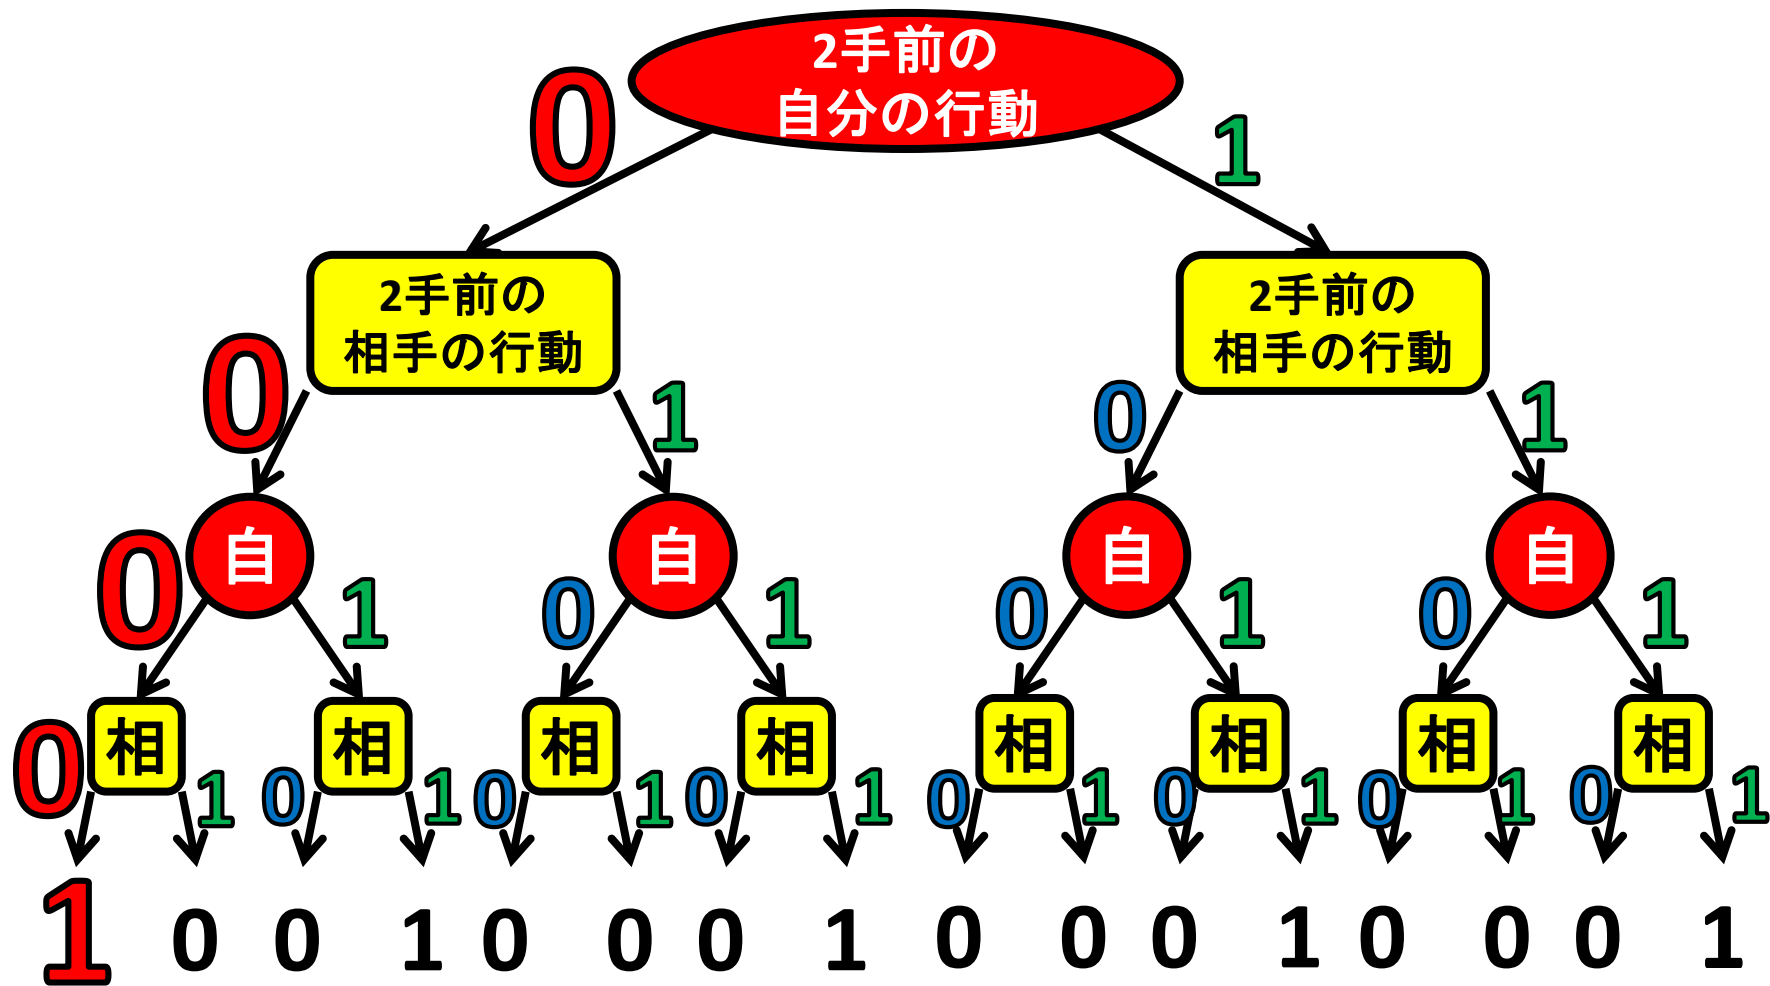 2手前の
自分の行動
0 1
2手前の
相手の行動
2手前の
相手の行動
0 1 0 1
自 自 自 自
0 1 0 1 0 1 0 1
相 相 相 相 相 相 相 相
0 1 0 1 0 1 0 1 0 1 0 1 0 1 0 1
1 0 0 1 0 0 0 1 0 0 0 1 0 0 0 1